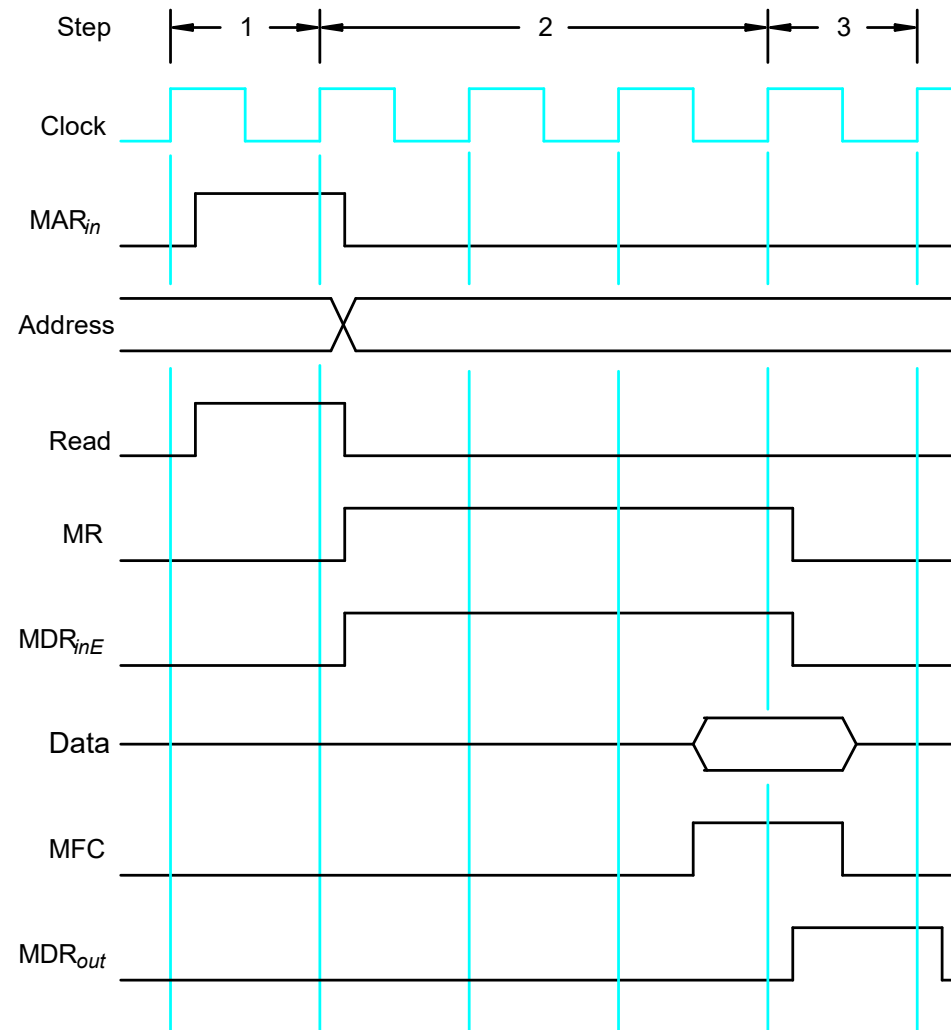 Step 1 2 3
Clock
MARin
Address
Read
MR
MDRinE
Data
MFC
MDRout